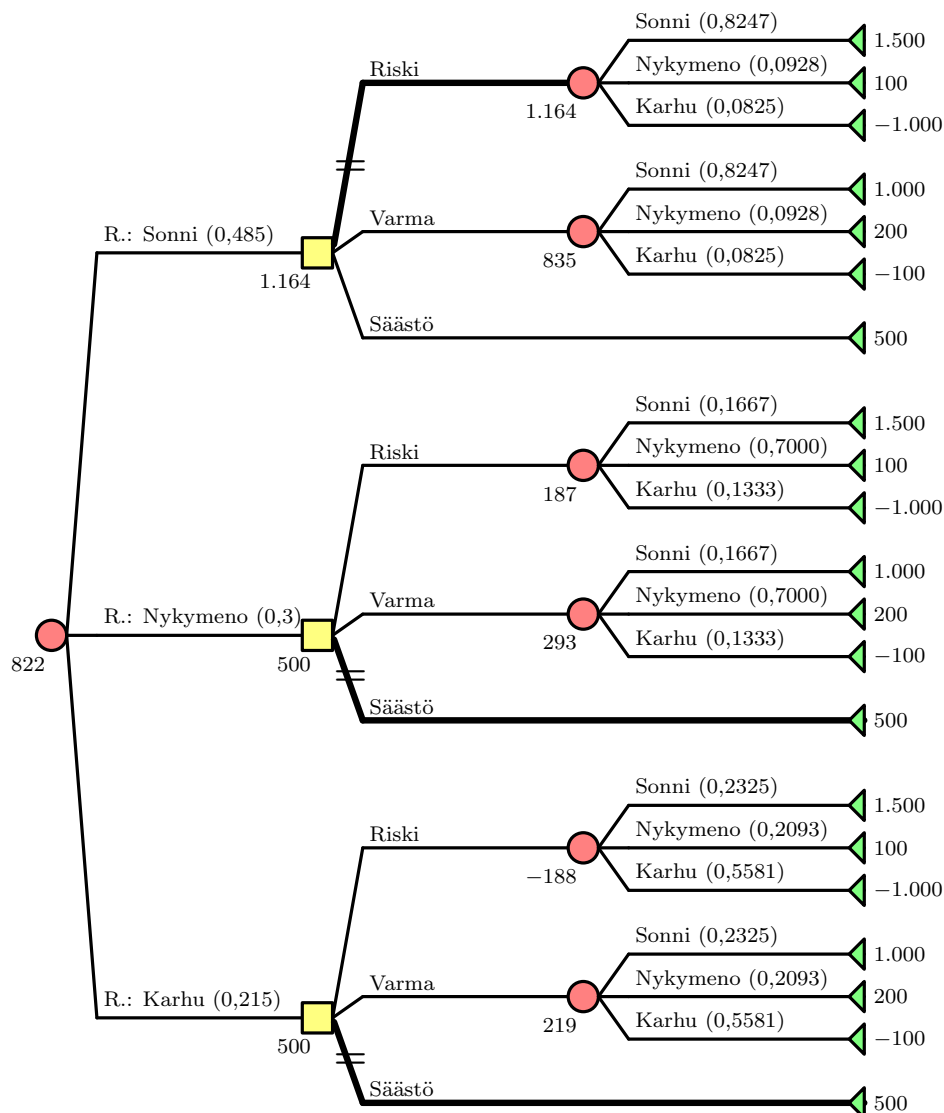 Sonni (0,8247)
1.500
Riski
Nykymeno (0,0928)
100
1.164
Karhu (0,0825)
−1.000
Sonni (0,8247)
1.000
Varma
Nykymeno (0,0928)
200
835
Karhu (0,0825)
−100
R.: Sonni (0,485)
1.164
Säästö
500
Sonni (0,1667)
1.500
Riski
Nykymeno (0,7000)
100
187
Karhu (0,1333)
−1.000
Sonni (0,1667)
1.000
Varma
Nykymeno (0,7000)
200
293
Karhu (0,1333)
−100
R.: Nykymeno (0,3)
822
500
Säästö
500
Sonni (0,2325)
1.500
Riski
Nykymeno (0,2093)
100
−188
Karhu (0,5581)
−1.000
Sonni (0,2325)
1.000
Varma
Nykymeno (0,2093)
200
219
Karhu (0,5581)
−100
R.: Karhu (0,215)
500
Säästö
500